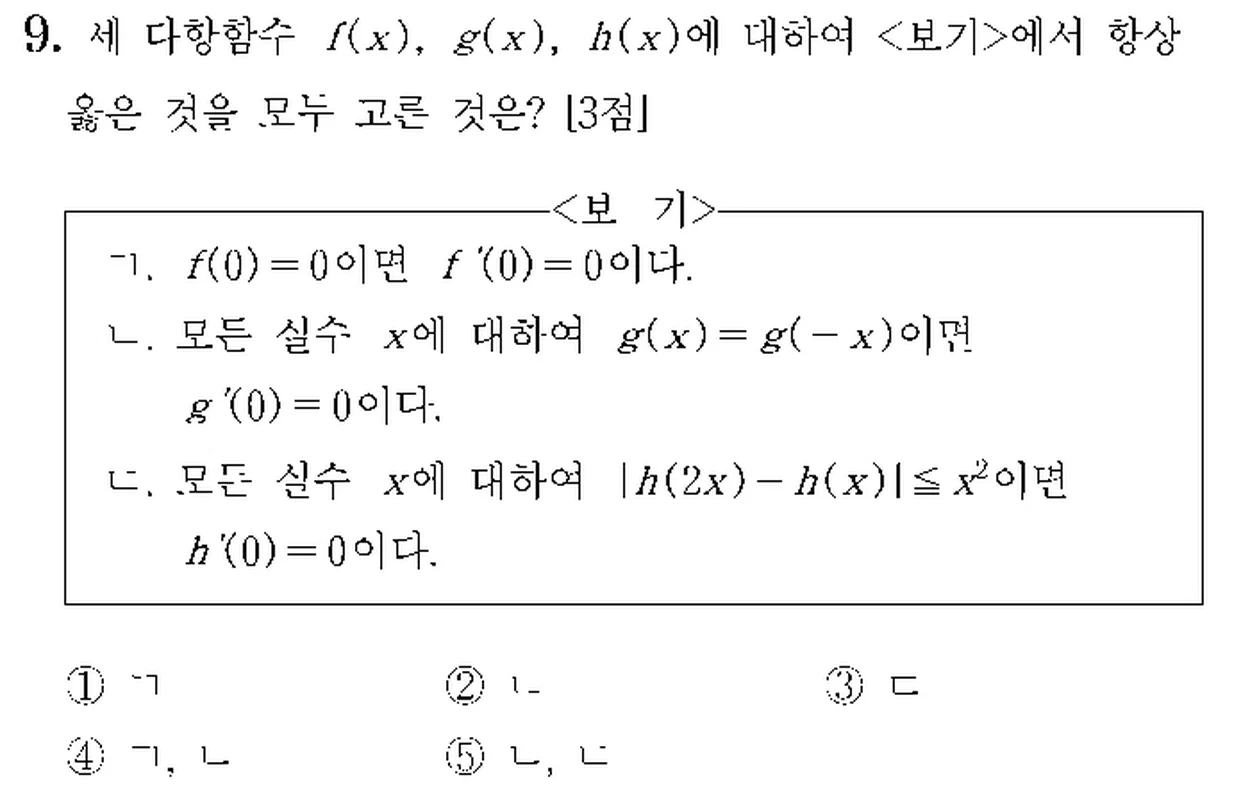 9. 세 다항함수 f(x), g(x), h(x)에 대하여 <보기>에서 항상
옳은 것을 모두 고른 것은? [3점]
<보 기>
ㄱ. f(0)=0이면 f′(0)=0이다.
ㄴ. 모든 실수 x에 대하여 g(x)=g(-x)이면
g′(0)=0이다.
ㄷ. 모든 실수 x에 대하여 |h(2x)-h(x)|≦x²이면
h′(0)=0이다.
① ㄱ ② ㄴ ③ ㄷ
④ ㄱ, ㄴ ⑤ ㄴ, ㄷ